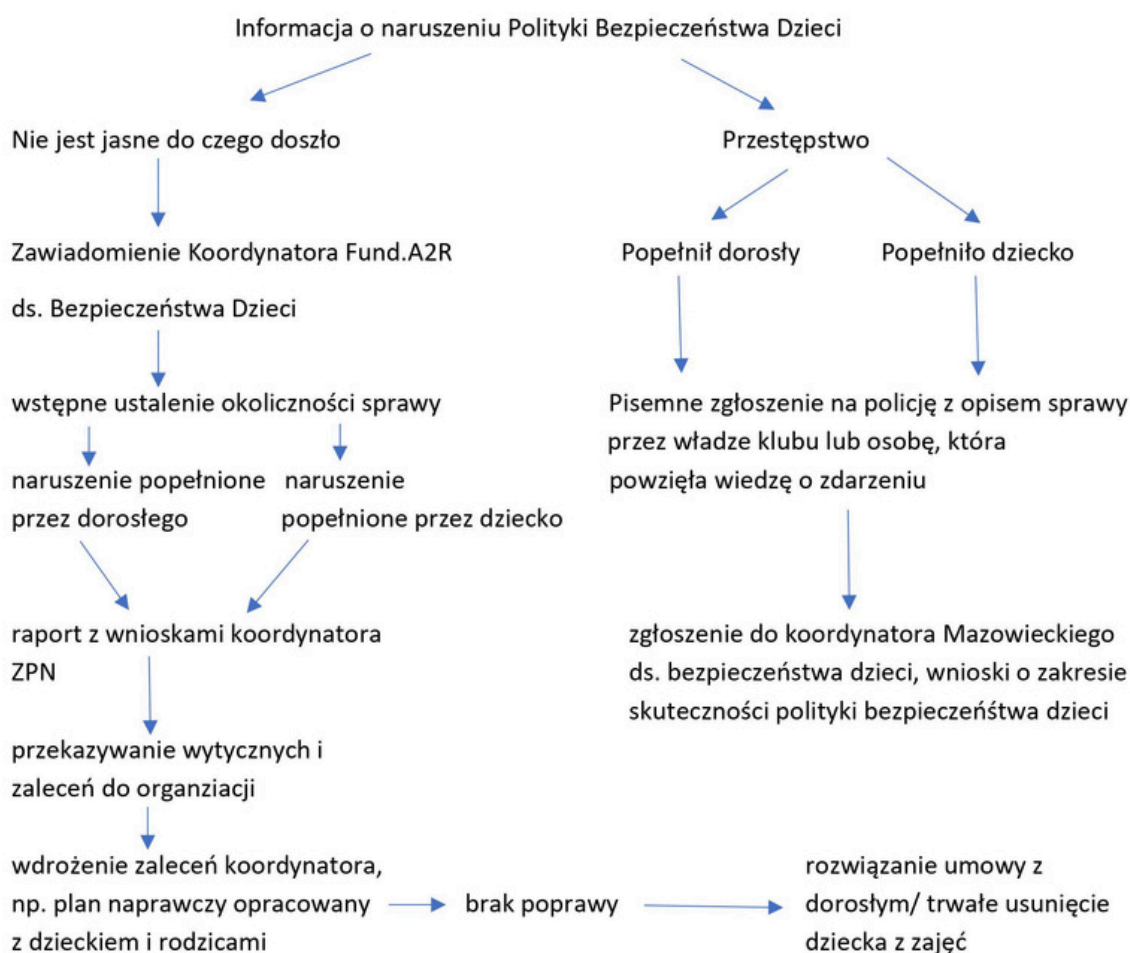 Informacja o naruszeniu Polityki Bezpieczeństwa Dzieci
Nie jest jasne do czego doszło
Przestępstwo
Zawiadomienie Koordynatora Fund.A2R
ds. Bezpieczeństwa Dzieci
Popełnił dorosły
Popełniło dziecko
wstępne ustalenie okoliczności sprawy
naruszenie popełnione
przez dorosłego
naruszenie
popełnione przez dziecko
Pisemne zgłoszenie na policję z opisem sprawy
przez władze klubu lub osobę, która
powzięła wiedzę o zdarzeniu
raport z wnioskami koordynatora
ZPN
zgłoszenie do koordynatora Mazowieckiego
ds. bezpieczeństwa dzieci, wnioski o zakresie
skuteczności polityki bezpieczeńśtwa dzieci
przekazywanie wytycznych i
zaleceń do organziacji
wdrożenie zaleceń koordynatora,
np. plan naprawczy opracowany
z dzieckiem i rodzicami
brak poprawy
rozwiązanie umowy z
dorosłym/ trwałe usunięcie
dziecka z zajęć